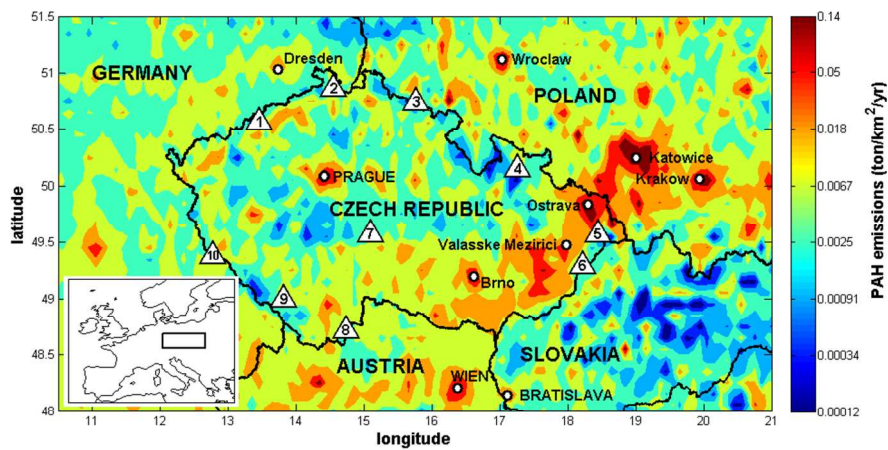 51.5
51
50.5
50
49.5
49
48.5
48
latitude
GERMANY
Dresden
Wroclaw
POLAND
2
1
3
PRAGUE
4
Katowice
Krakow
CZECH REPUBLIC
Ostrava
7
5
Valasske Mezirici
10
6
Brno
9
8
AUSTRIA
SLOVAKIA
WIEN
BRATISLAVA
10.5 11 12 13 14 15 16 17 18 19 20 21
longitude
0.14
0.05
0.018
0.0067
0.0025
0.00091
0.00034
0.00012
PAH emissions (ton/km²/yr)